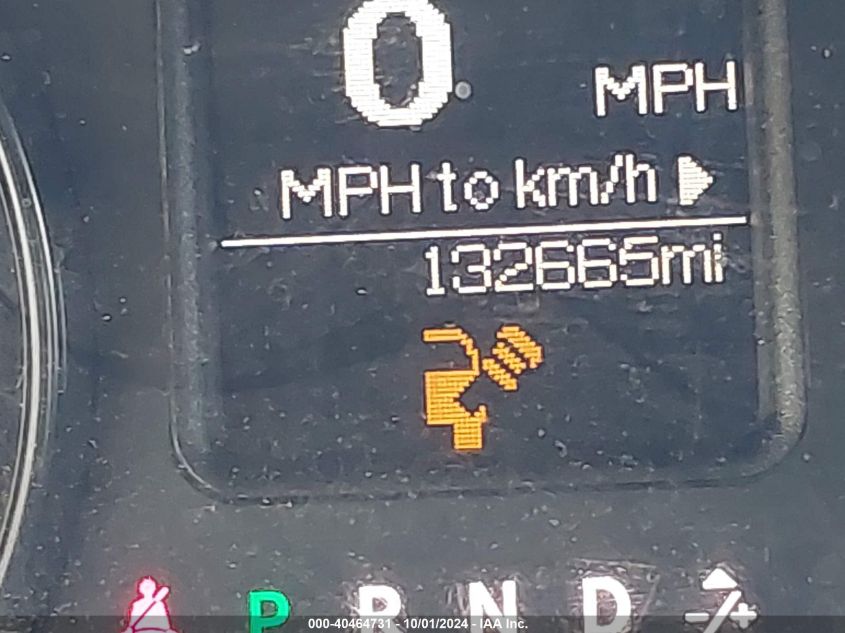 0
MPH
MPH to km/h
132665mi
P R N D
000-40464731 - 10/01/2024 - IAA Inc.